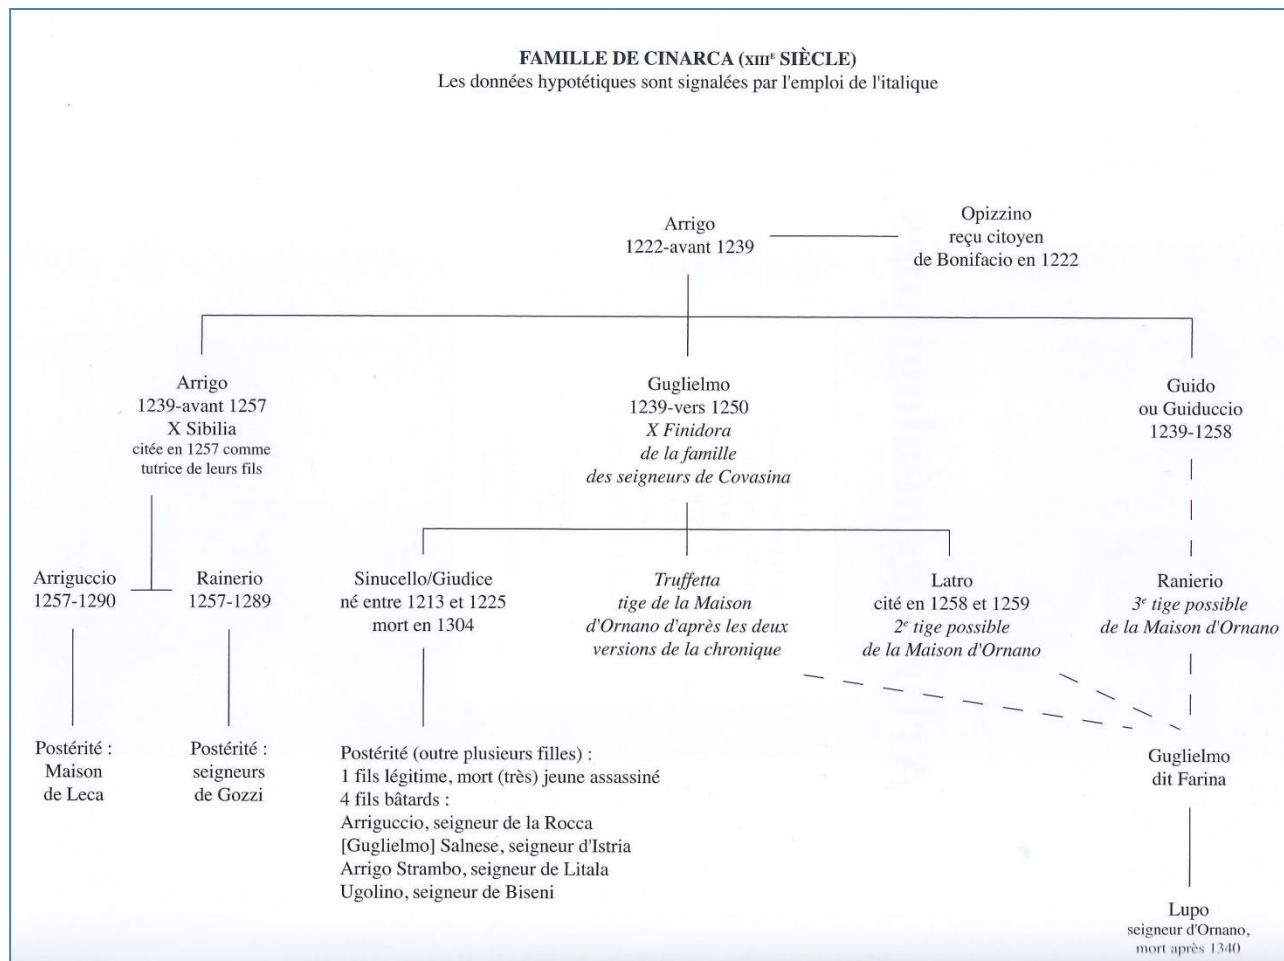 FAMILLE DE CINARCA (XIIIᴱ SIÈCLE)
Les données hypotétiques sont signalées par l'emploi de l'italique
Arrigo
1222-avant 1239
Opizzino
reçu citoyen
de Bonifacio en 1222
Arrigo
1239-avant 1257
X Sibilia
citée en 1257 comme
tutrice de leurs fils
Guglielmo
1239-vers 1250
X Finidora
de la famille
des seigneurs de Covasina
Guido
ou Guiduccio
1239-1258
Arriguccio
1257-1290
Rainerio
1257-1289
Sinucello/Giudice
né entre 1213 et 1225
mort en 1304
Truffetta
tige de la Maison
d'Ornano d'après les deux
versions de la chronique
Latro
cité en 1258 et 1259
2ᵉ tige possible
de la Maison d'Ornano
Ranierio
3ᵉ tige possible
de la Maison d'Ornano
Postérité :
Maison
de Leca
Postérité :
seigneurs
de Gozzi
Postérité (outre plusieurs filles) :
1 fils légitime, mort (très) jeune assassiné
4 fils bâtards :
Arriguccio, seigneur de la Rocca
[Guglielmo] Salnese, seigneur d'Istria
Arrigo Strambo, seigneur de Litala
Ugolino, seigneur de Biseni
Guglielmo
dit Farina
Lupo
seigneur d'Ornano,
mort après 1340